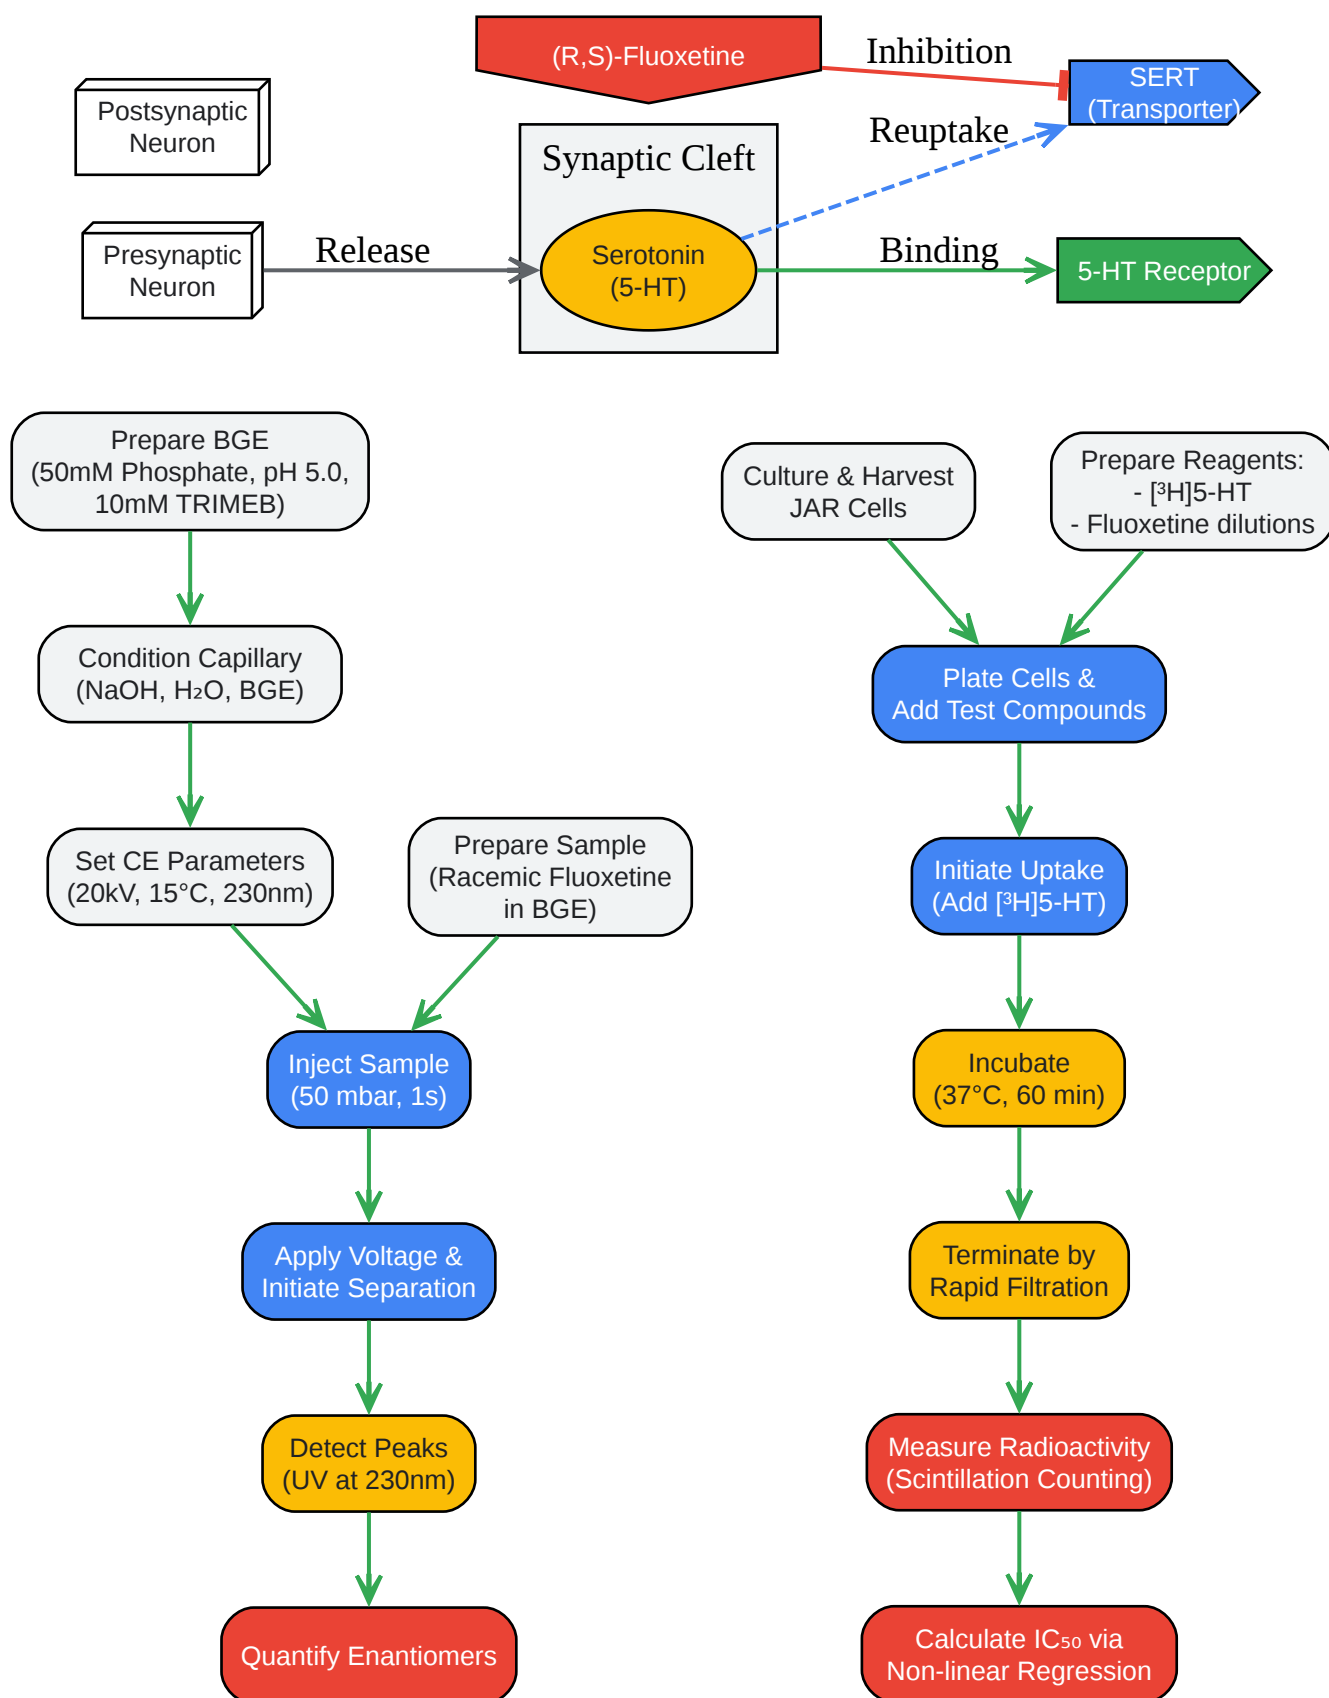 (R,S)-Fluoxetine
Inhibition
SERT
(Transporter)
Postsynaptic
Neuron
Reuptake
Synaptic Cleft
Presynaptic
Neuron
Release
Serotonin
(5-HT)
Binding
5-HT Receptor
Prepare BGE
(50mM Phosphate, pH 5.0,
10mM TRIMEB)
Condition Capillary
(NaOH, H₂O, BGE)
Set CE Parameters
(20kV, 15°C, 230nm)
Prepare Sample
(Racemic Fluoxetine
in BGE)
Inject Sample
(50 mbar, 1s)
Apply Voltage &
Initiate Separation
Detect Peaks
(UV at 230nm)
Quantify Enantiomers
Culture & Harvest
JAR Cells
Prepare Reagents:
- [³H]5-HT
- Fluoxetine dilutions
Plate Cells &
Add Test Compounds
Initiate Uptake
(Add [³H]5-HT)
Incubate
(37°C, 60 min)
Terminate by
Rapid Filtration
Measure Radioactivity
(Scintillation Counting)
Calculate IC₅₀ via
Non-linear Regression